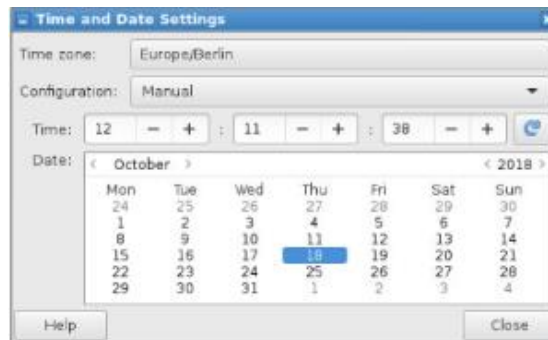 Time and Date Settings
Time zone: Europe/Berlin
Configuration: Manual
Time: 12 - + : 11 - + : 38 - +
Date: < October > < 2018 >
Mon Tue Wed Thu Fri Sat Sun
24 25 26 27 28 29 30
1 2 3 4 5 6 7
8 9 10 11 12 13 14
15 16 17 18 19 20 21
22 23 24 25 26 27 28
29 30 31 1 2 3 4
Help Close